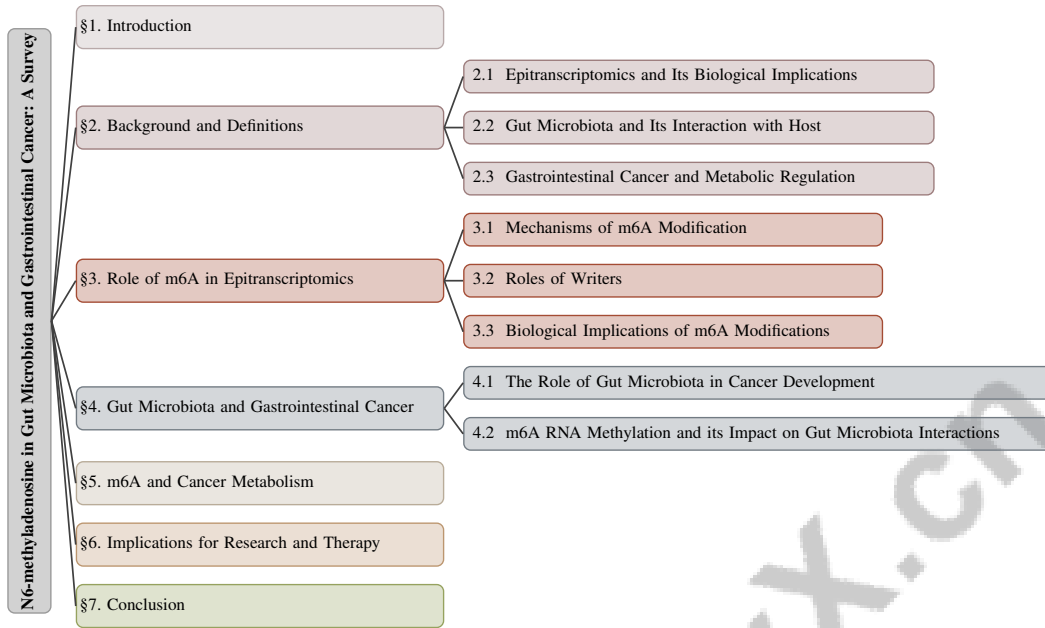 N6-methyladenosine in Gut Microbiota and Gastrointestinal Cancer: A Survey
§1. Introduction
§2. Background and Definitions
2.1 Epitranscriptomics and Its Biological Implications
2.2 Gut Microbiota and Its Interaction with Host
2.3 Gastrointestinal Cancer and Metabolic Regulation
§3. Role of m6A in Epitranscriptomics
3.1 Mechanisms of m6A Modification
3.2 Roles of Writers
3.3 Biological Implications of m6A Modifications
§4. Gut Microbiota and Gastrointestinal Cancer
4.1 The Role of Gut Microbiota in Cancer Development
4.2 m6A RNA Methylation and its Impact on Gut Microbiota Interactions
§5. m6A and Cancer Metabolism
§6. Implications for Research and Therapy
§7. Conclusion
x.cn